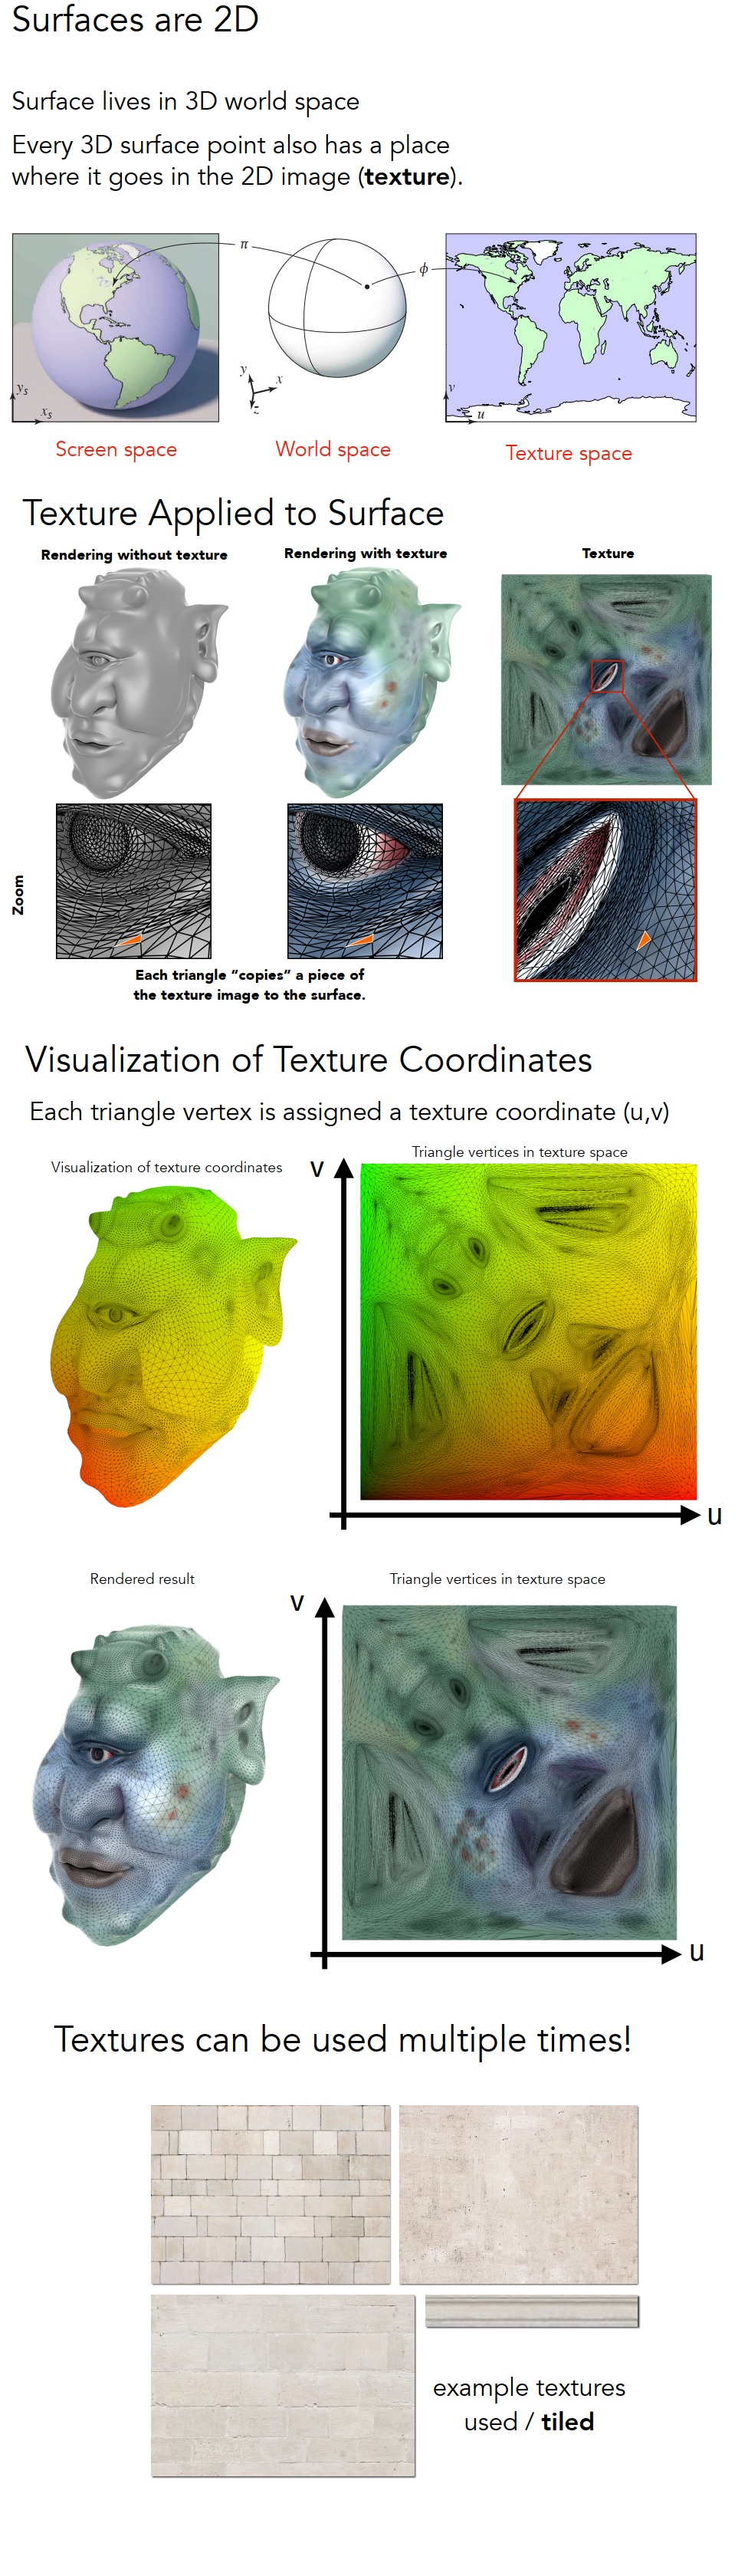 Surfaces are 2D
Surface lives in 3D world space
Every 3D surface point also has a place
where it goes in the 2D image (texture).
π
ϕ
y
x
z
yₛ
xₛ
v
u
Screen space
World space
Texture space
Texture Applied to Surface
Rendering without texture
Rendering with texture
Texture
Zoom
Each triangle “copies” a piece of
the texture image to the surface.
Visualization of Texture Coordinates
Each triangle vertex is assigned a texture coordinate (u,v)
Visualization of texture coordinates
Triangle vertices in texture space
v
u
Rendered result
Triangle vertices in texture space
v
u
Textures can be used multiple times!
example textures
used / tiled